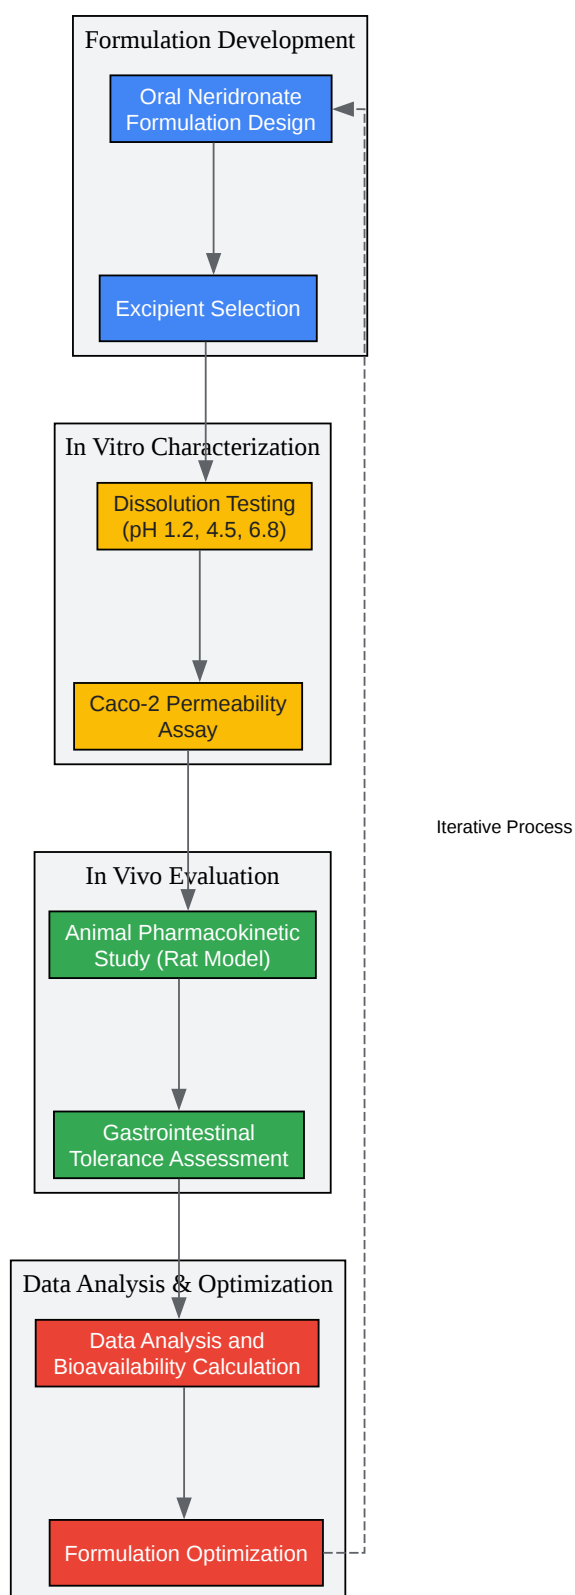 Formulation Development
Oral Neridronate
Formulation Design
Excipient Selection
In Vitro Characterization
Dissolution Testing
(pH 1.2, 4.5, 6.8)
Caco-2 Permeability
Assay
Iterative Process
In Vivo Evaluation
Animal Pharmacokinetic
Study (Rat Model)
Gastrointestinal
Tolerance Assessment
Data Analysis & Optimization
Data Analysis and
Bioavailability Calculation
Formulation Optimization